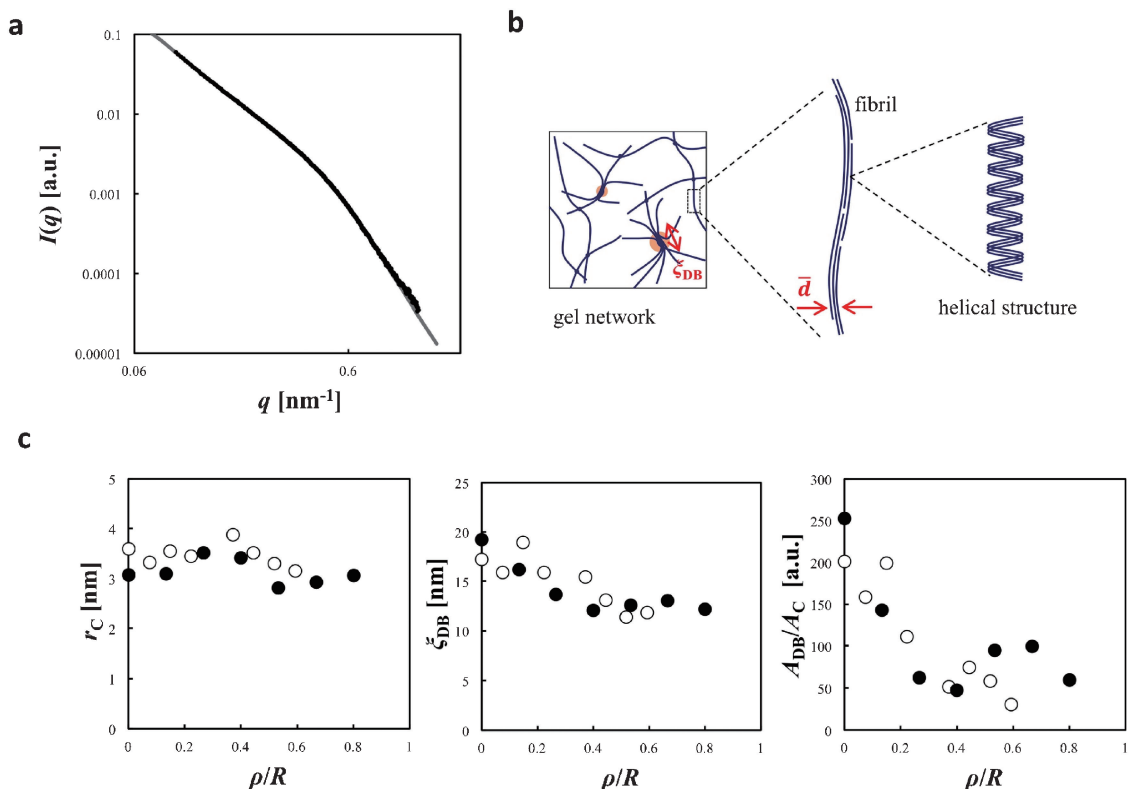 a
0.1
0.01
0.001
0.0001
0.00001
0.06
0.6
I(q) [a.u.]
q [nm⁻¹]
b
fibril
ξDB
d̅
gel network
helical structure
c
5
4
3
2
1
0
0 0.2 0.4 0.6 0.8 1
rC [nm]
ρ/R
25
20
15
10
5
0
0 0.2 0.4 0.6 0.8 1
ξDB [nm]
ρ/R
300
250
200
150
100
50
0
0 0.2 0.4 0.6 0.8 1
ADB/AC [a.u.]
ρ/R